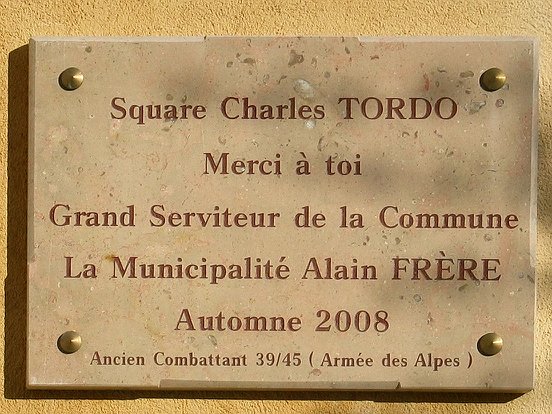 Square Charles TORDO
Merci à toi
Grand Serviteur de la Commune
La Municipalité Alain FRÈRE
Automne 2008
Ancien Combattant 39/45 ( Armée des Alpes )